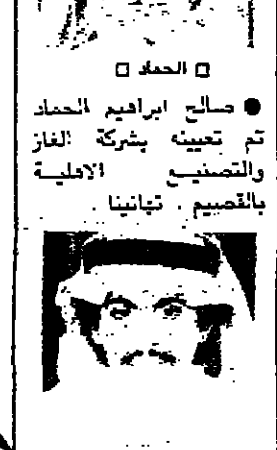 □ الحماد □
● صالح ابراهيم الحماد
تم تعيينه بشركة الغاز
والتصنيع الاهلية
بالقصيم . تهانينا .